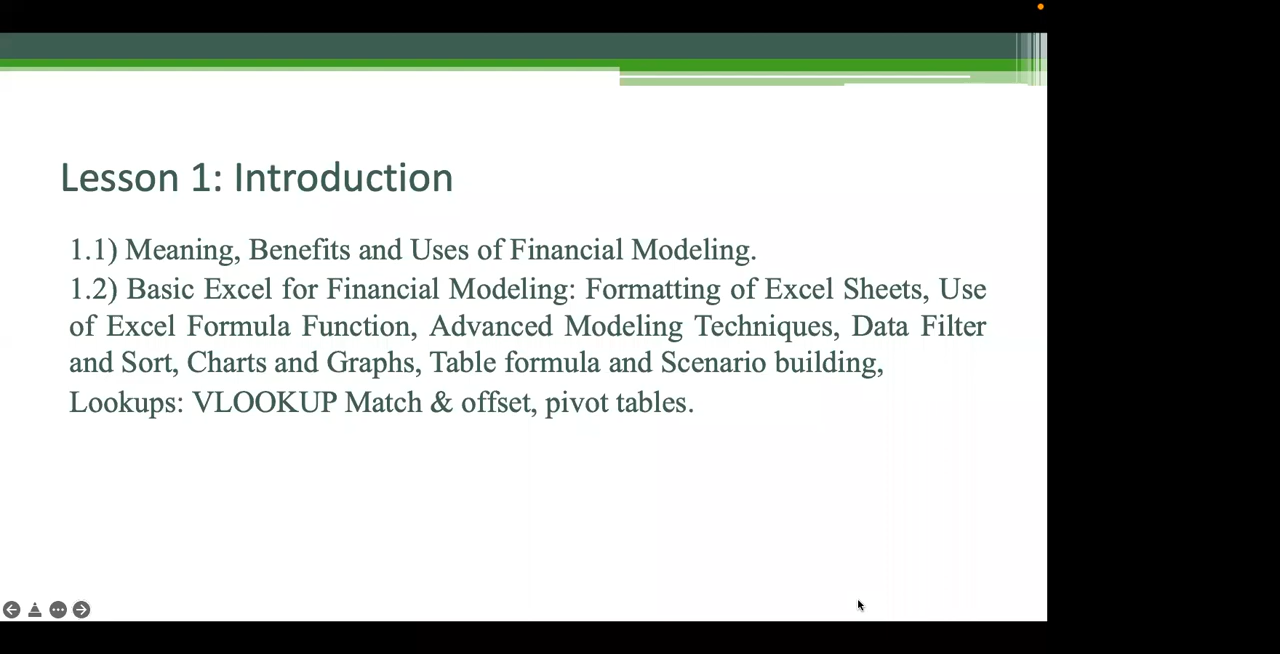 Lesson 1: Introduction
1.1) Meaning, Benefits and Uses of Financial Modeling.
1.2) Basic Excel for Financial Modeling: Formatting of Excel Sheets, Use
of Excel Formula Function, Advanced Modeling Techniques, Data Filter
and Sort, Charts and Graphs, Table formula and Scenario building,
Lookups: VLOOKUP Match & offset, pivot tables.